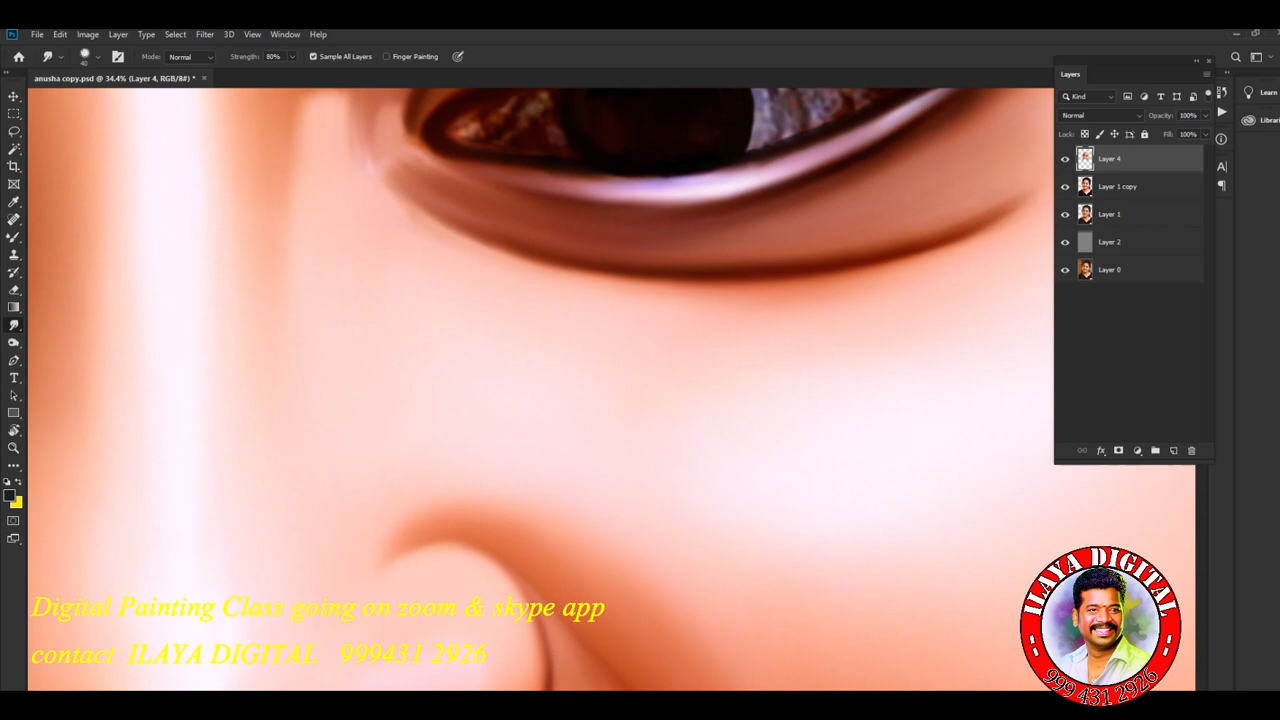 File Edit Image Layer Type Select Filter 3D View Window Help
40 Mode: Normal Strength: 80% Sample All Layers Finger Painting
anusha copy.psd @ 34.4% (Layer 4, RGB/8#) * ×
Layers
Learn
Kind
Normal Opacity: 100%
Librari
Lock: Fill: 100%
Layer 4
Layer 1 copy
Layer 1
Layer 2
Layer 0
Digital Painting Class going on zoom & skype app
contact ILAYA DIGITAL 999431 2926
ILAYA DIGITAL
999 431 2926